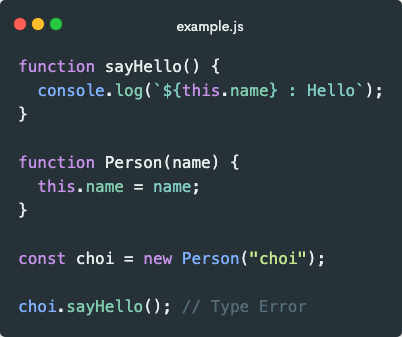 example.js
function sayHello() {
  console.log(`${this.name} : Hello`);
}
function Person(name) {
  this.name = name;
}
const choi = new Person("choi");
choi.sayHello(); // Type Error